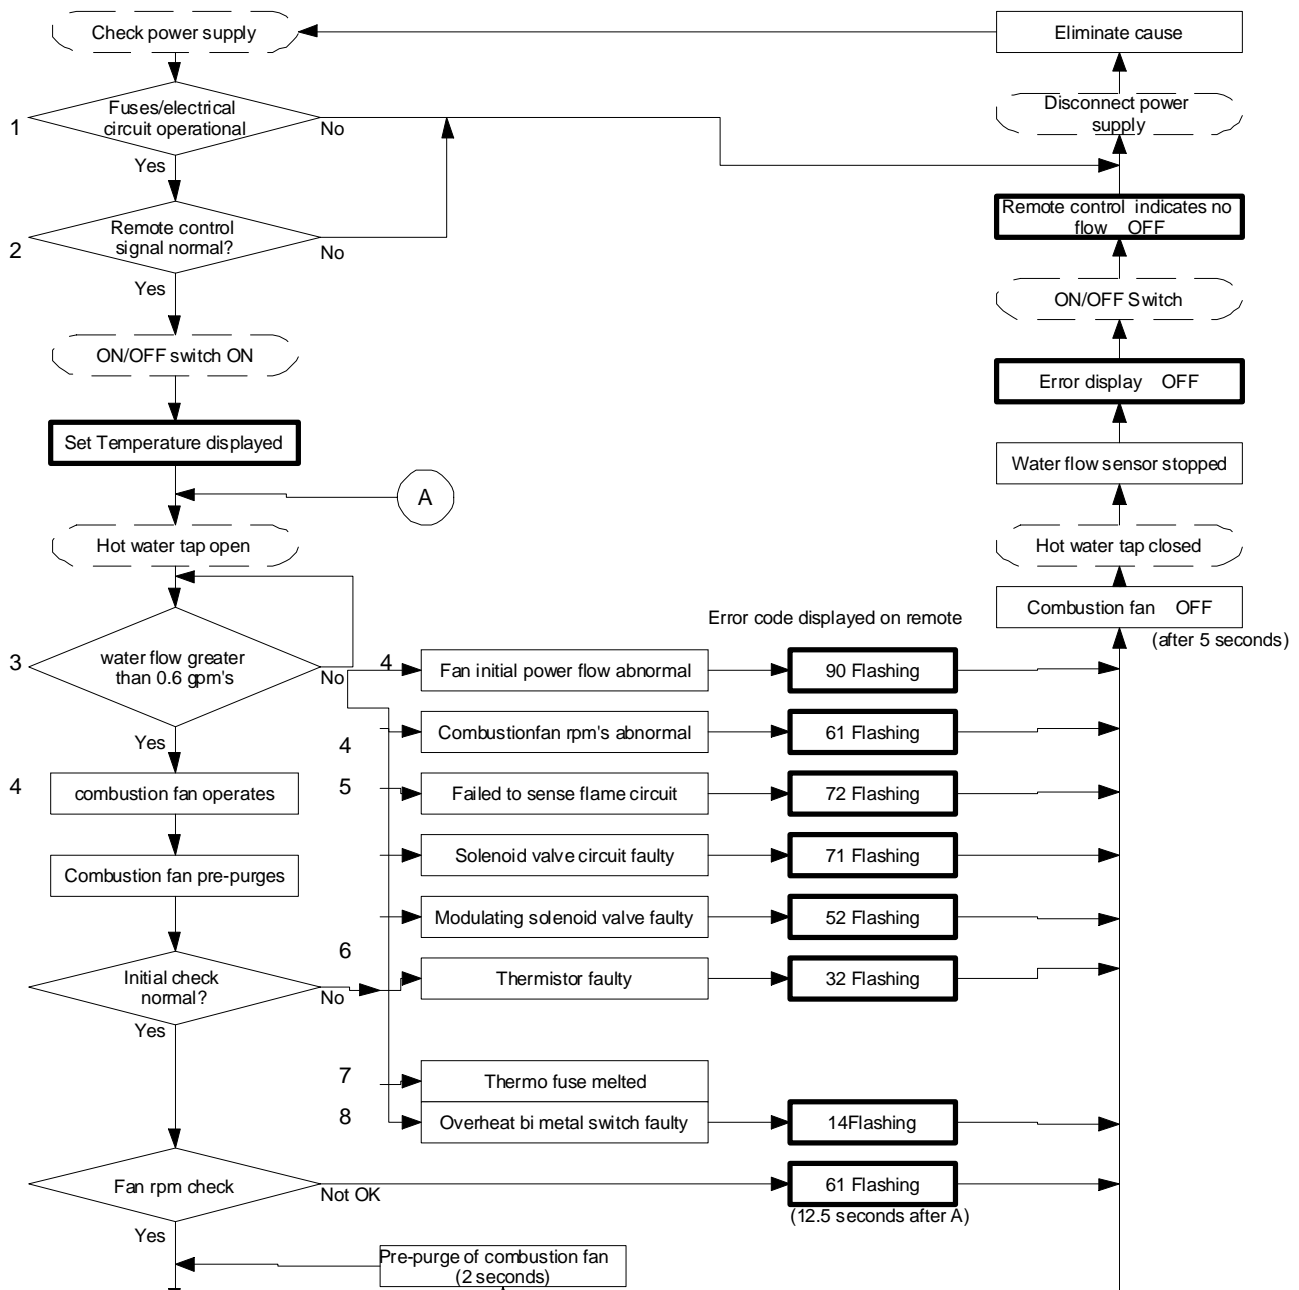 Check power supply
Eliminate cause
Fuses/electrical
circuit operational
1
No
Yes
Disconnect power
supply
Remote control
signal normal?
2
No
Yes
Remote control indicates no
flow OFF
ON/OFF Switch
ON/OFF switch ON
Error display OFF
Set Temperature displayed
Water flow sensor stopped
A
Hot water tap open
Hot water tap closed
Combustion fan OFF
(after 5 seconds)
Error code displayed on remote
3
water flow greater
than 0.6 gpm's
No
Yes
4
Fan initial power flow abnormal
90 Flashing
4
Combustionfan rpm's abnormal
61 Flashing
4
combustion fan operates
5
Failed to sense flame circuit
72 Flashing
Combustion fan pre-purges
Solenoid valve circuit faulty
71 Flashing
Modulating solenoid valve faulty
52 Flashing
6
Initial check
normal?
No
Yes
Thermistor faulty
32 Flashing
7
Thermo fuse melted
8
Overheat bi metal switch faulty
14Flashing
Fan rpm check
Not OK
Yes
61 Flashing
(12.5 seconds after A)
Pre-purge of combustion fan
(2 seconds)